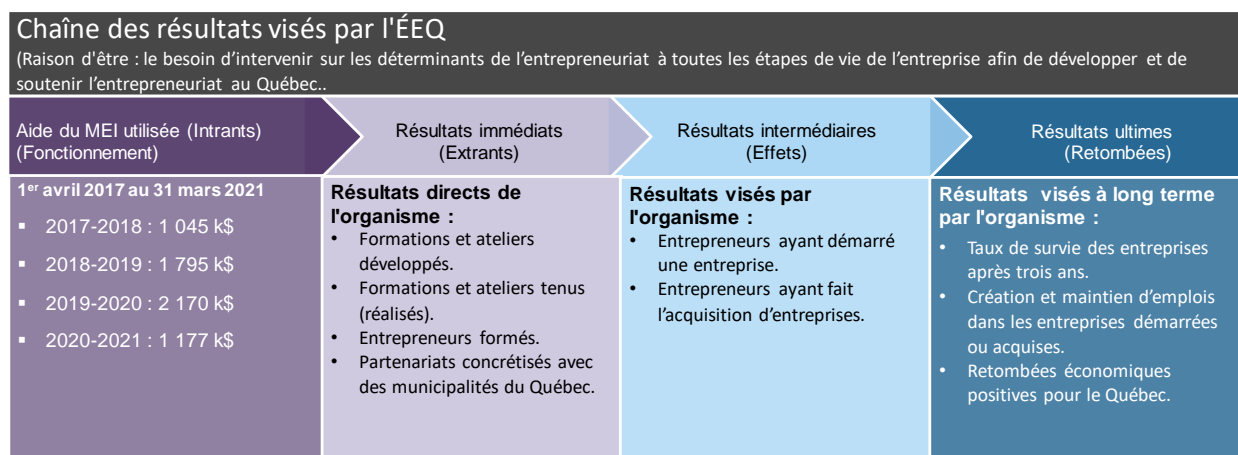 Chaîne des résultats visés par l'ÉEQ
(Raison d'être : le besoin d’intervenir sur les déterminants de l’entrepreneuriat à toutes les étapes de vie de l’entreprise afin de développer et de
soutenir l’entrepreneuriat au Québec..
Aide du MEI utilisée (Intrants)
(Fonctionnement)
Résultats immédiats
(Extrants)
Résultats intermédiaires
(Effets)
Résultats ultimes
(Retombées)
1er avril 2017 au 31 mars 2021
▪ 2017-2018 : 1 045 k$
▪ 2018-2019 : 1 795 k$
▪ 2019-2020 : 2 170 k$
▪ 2020-2021 : 1 177 k$
Résultats directs de
l'organisme :
• Formations et ateliers
développés.
• Formations et ateliers tenus
(réalisés).
• Entrepreneurs formés.
• Partenariats concrétisés avec
des municipalités du Québec.
Résultats visés par
l'organisme :
• Entrepreneurs ayant démarré
une entreprise.
• Entrepreneurs ayant fait
l’acquisition d’entreprises.
Résultats visés à long terme
par l'organisme :
• Taux de survie des entreprises
après trois ans.
• Création et maintien d’emplois
dans les entreprises démarrées
ou acquises.
• Retombées économiques
positives pour le Québec.